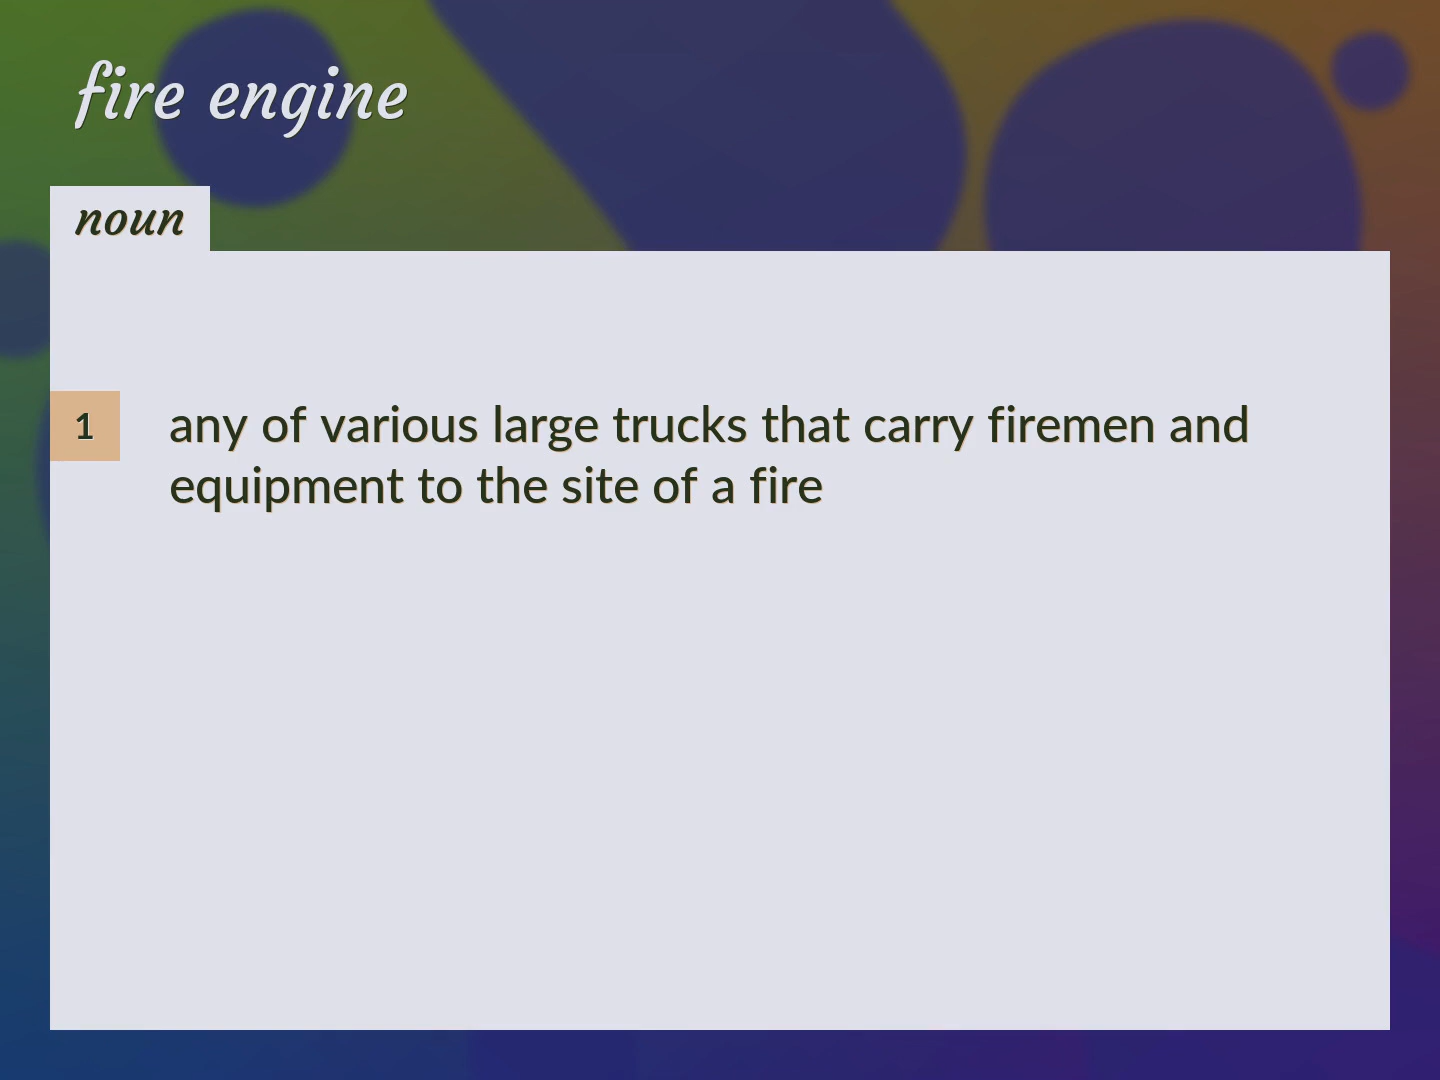 fire engine
noun
1
any of various large trucks that carry firemen and
equipment to the site of a fire